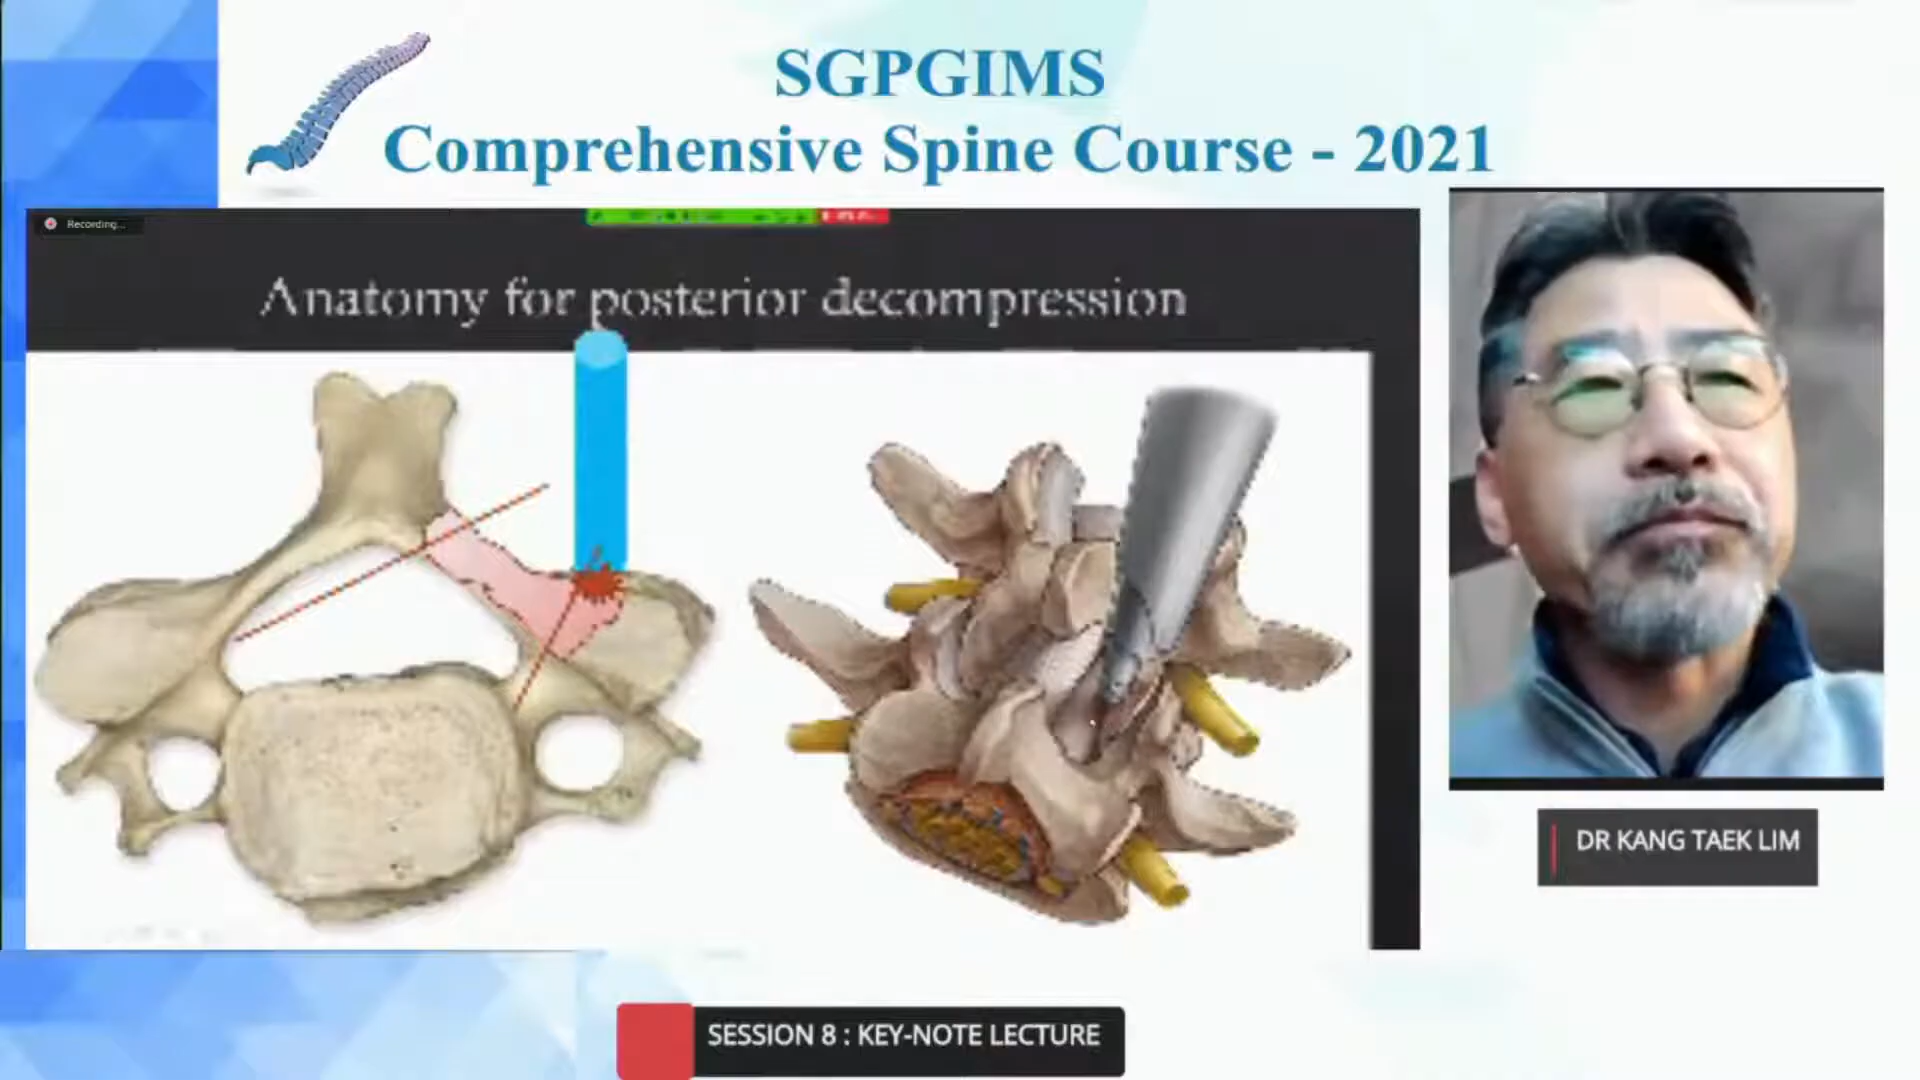 SGPGIMS
Comprehensive Spine Course - 2021
Recording...
Anatomy for posterior decompression
DR KANG TAEK LIM
SESSION 8 : KEY-NOTE LECTURE